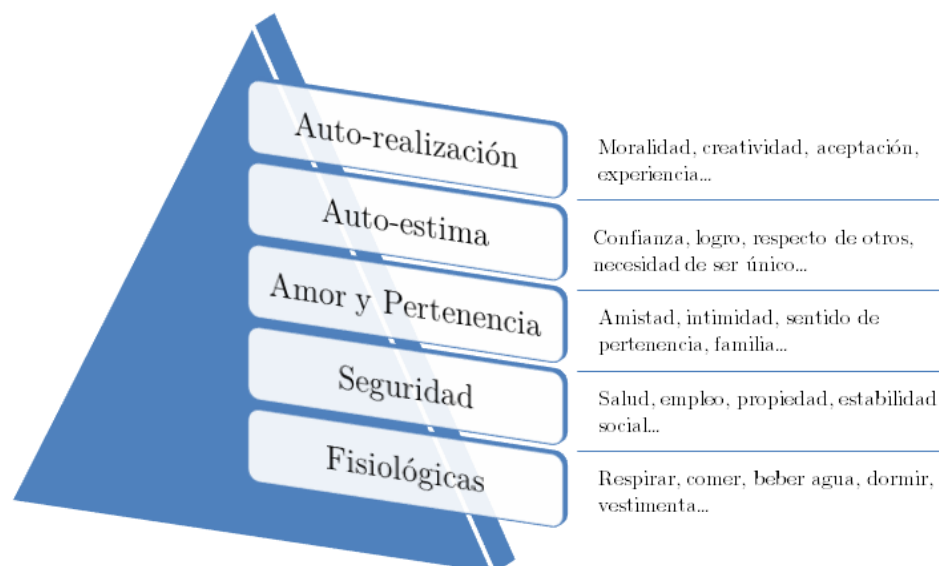 Auto-realización
Moralidad, creatividad, aceptación,
experiencia...
Auto-estima
Confianza, logro, respecto de otros,
necesidad de ser único...
Amor y Pertenencia
Amistad, intimidad, sentido de
pertenencia, familia...
Seguridad
Salud, empleo, propiedad, estabilidad
social...
Fisiológicas
Respirar, comer, beber agua, dormir,
vestimenta...